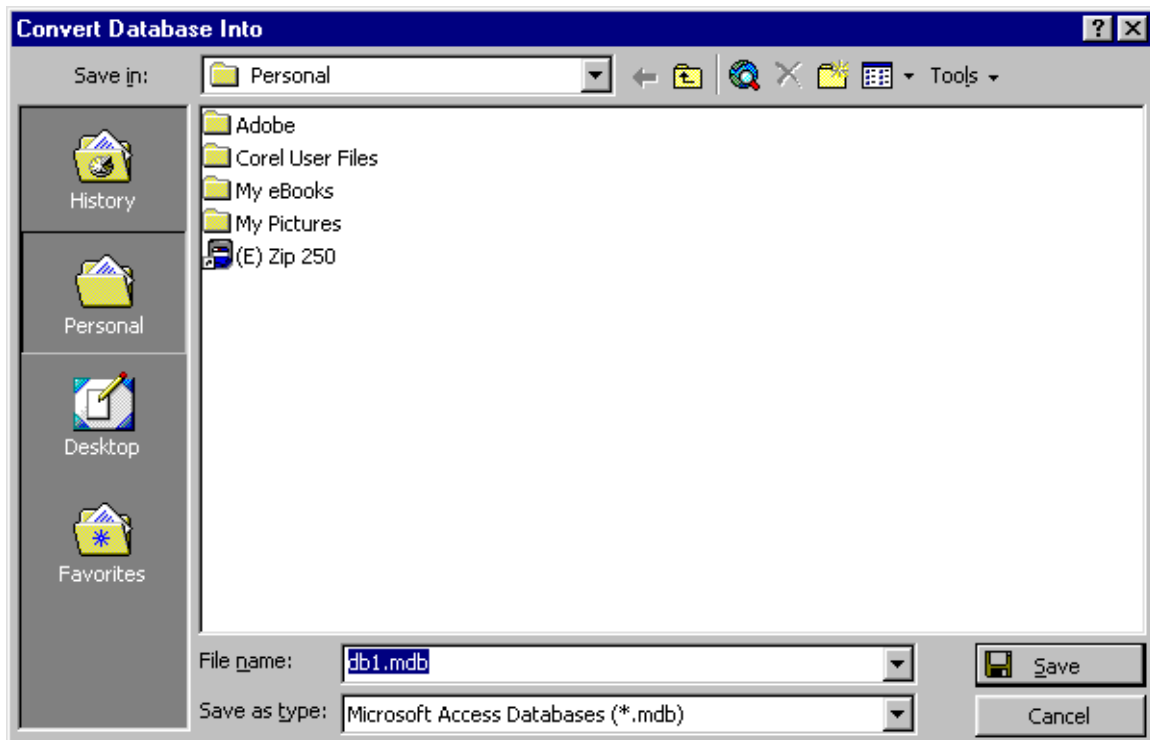 Convert Database Into
Save in:
Personal
Tools
History
Personal
Desktop
Favorites
Adobe
Corel User Files
My eBooks
My Pictures
(E) Zip 250
File name:
db1.mdb
Save
Save as type:
Microsoft Access Databases (*.mdb)
Cancel